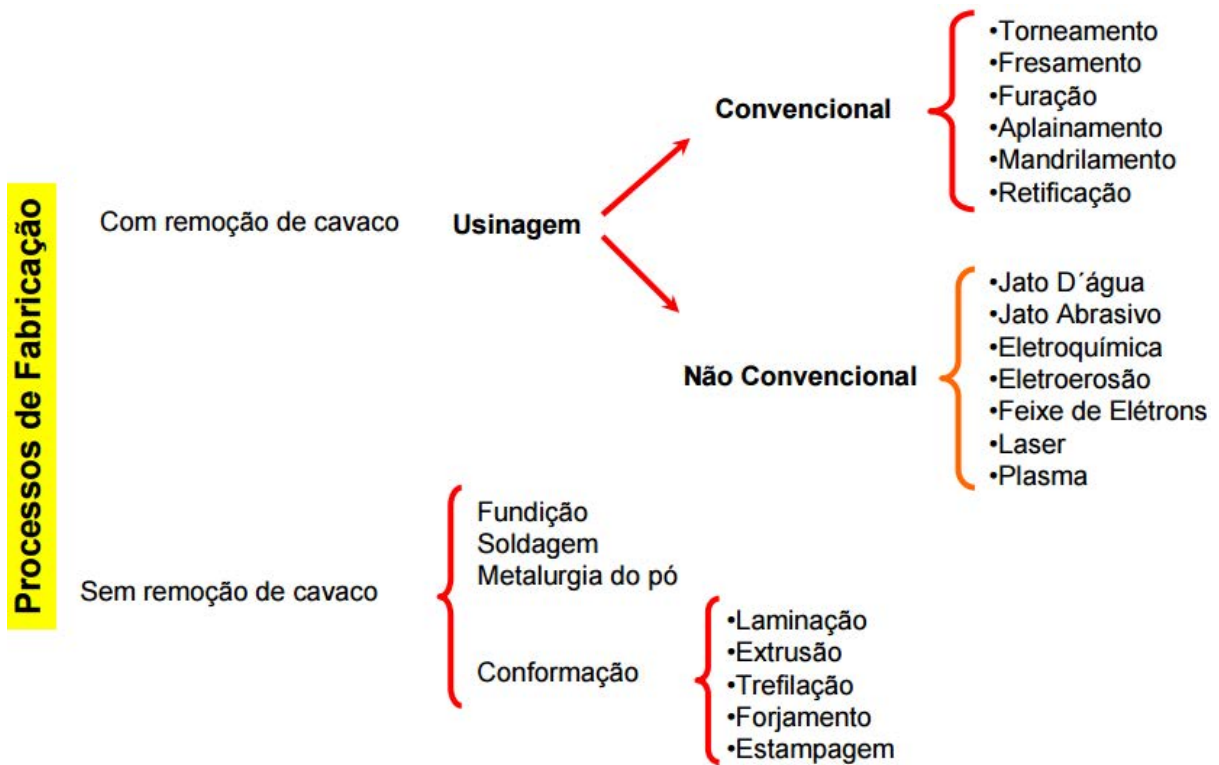 Processos de Fabricação
Com remoção de cavaco
Usinagem
Convencional
•Torneamento
•Fresamento
•Furação
•Aplainamento
•Mandrilamento
•Retificação
Não Convencional
•Jato D´água
•Jato Abrasivo
•Eletroquímica
•Eletroerosão
•Feixe de Elétrons
•Laser
•Plasma
Sem remoção de cavaco
Fundição
Soldagem
Metalurgia do pó
Conformação
•Laminação
•Extrusão
•Trefilação
•Forjamento
•Estampagem